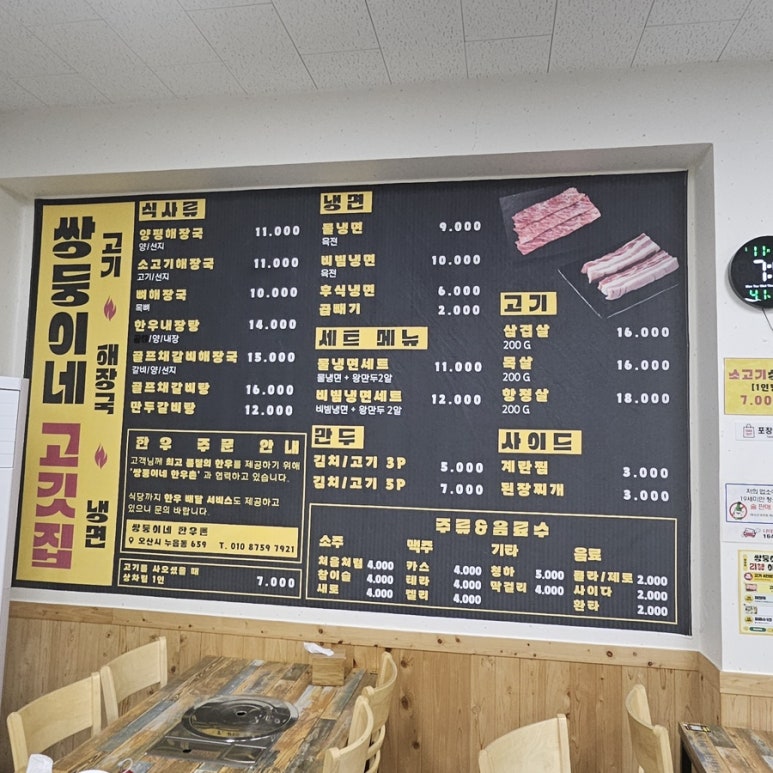 쌍둥이네 고깃집
고기
해장국
냉면
식사류
양평해장국 11.000
양/선지
소고기해장국 11.000
고기/선지
뼈해장국 10.000
목뼈
한우내장탕 14.000
/양/내장
골프채갈비해장국 15.000
갈비/양/선지
골프채갈비탕 16.000
만두갈비탕 12.000
한우 주문 안내
고객님께 최고 품질의 한우를 제공하기 위해
'쌍둥이네 한우촌' 과 협력하고 있습니다.
식당까지 한우 배달 서비스도 제공하고
있으니 문의 바랍니다.
쌍둥이네 한우촌
오산시 누읍동 659 T. 010 8759 7921
고기를 사오셨을 때
상차림 1인 7.000
냉면
물냉면 9.000
육전
비빔냉면 10.000
육전
후식냉면 6.000
곱빼기 2.000
세트 메뉴
물냉면세트 11.000
물냉면 + 왕만두2알
비빔냉면세트 12.000
비빔냉면 + 왕만두 2알
만두
김치/고기 3P 5.000
김치/고기 5P 7.000
고기
삼겹살 16.000
200 G
목살 16.000
200 G
항정살 18.000
200 G
사이드
계란찜 3.000
된장찌개 3.000
주류&음료수
소주
처음처럼 4.000
참이슬 4.000
새로 4.000
맥주
카스 4.000
테라 4.000
켈리 4.000
기타
청하 5.000
막걸리 4.000
음료
콜라/제로 2.000
사이다 2.000
환타 2.000
소고기
[1인
7.00
포장